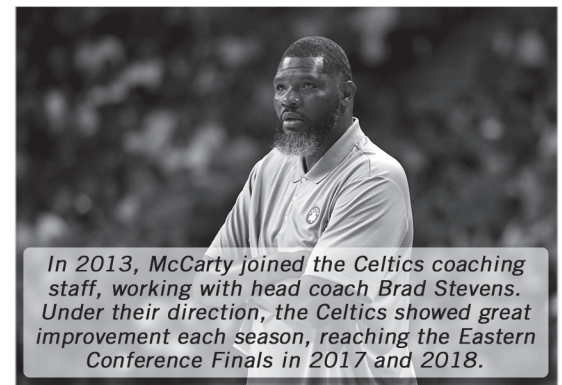 In 2013, McCarty joined the Celtics coaching
staff, working with head coach Brad Stevens.
Under their direction, the Celtics showed great
improvement each season, reaching the Eastern
Conference Finals in 2017 and 2018.